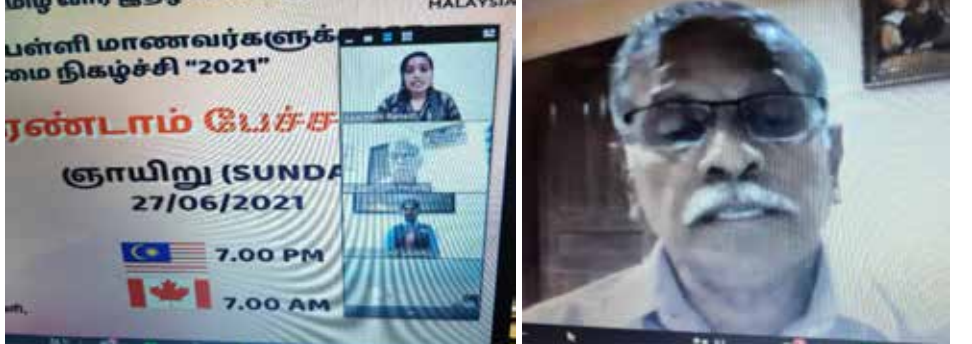 MALAYSIA
பள்ளி மாணவர்களுக்
மை நிகழ்ச்சி “2021”
ரண்டாம் பேச்ச
ஞாயிறு (SUNDA
27/06/2021
7.00 PM
7.00 AM